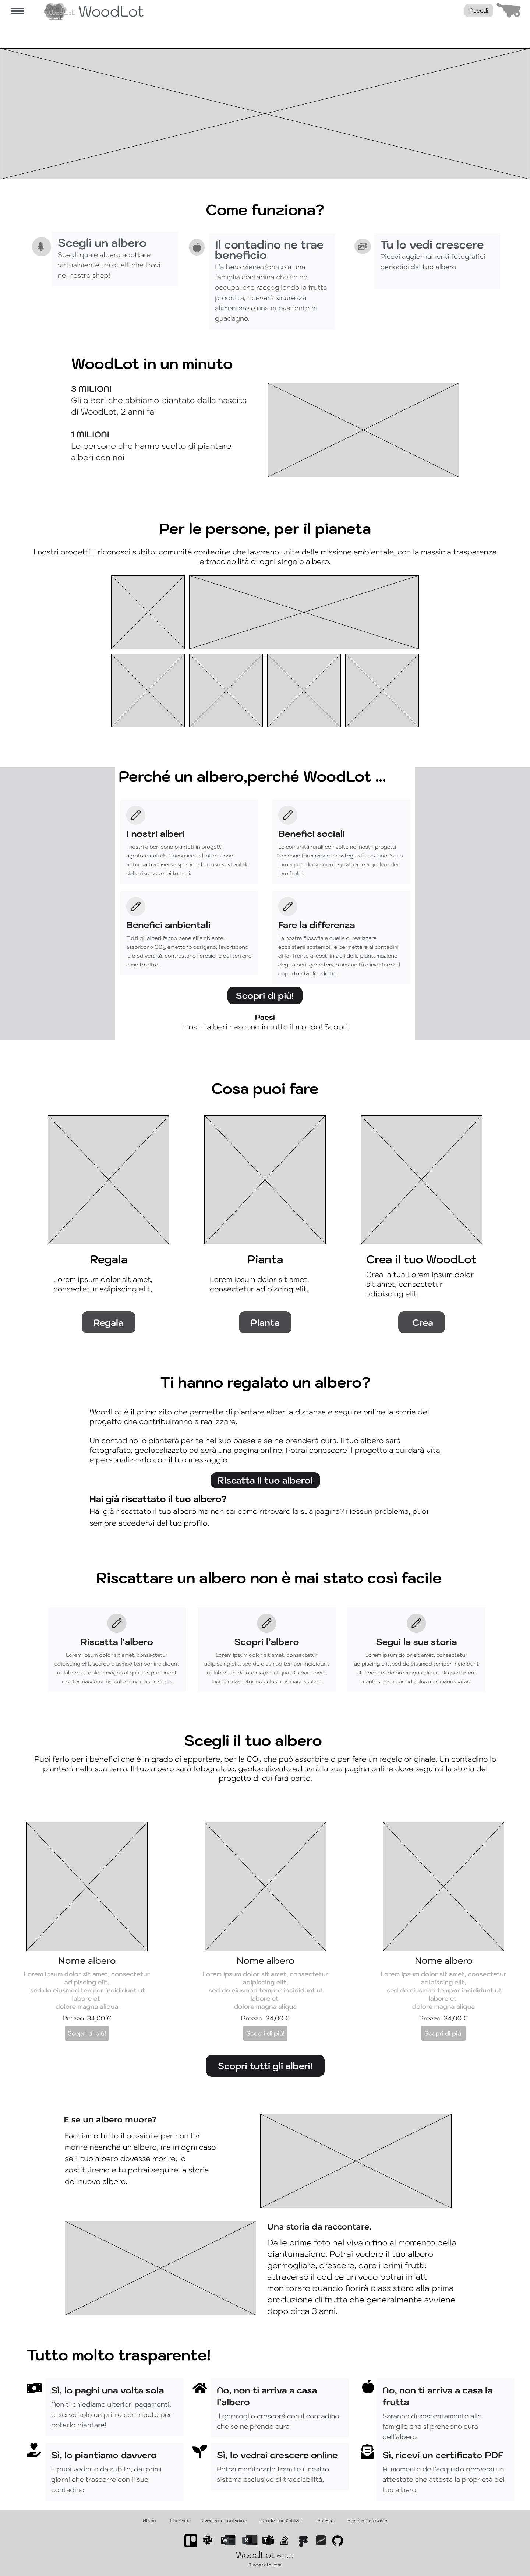 WoodLot
Accedi
Come funziona?
Scegli un albero
Scegli quale albero adottare
virtualmente tra quelli che trovi
nel nostro shop!
Il contadino ne trae
beneficio
L'albero viene donato a una
famiglia contadina che se ne
occupa, che raccogliendo la frutta
prodotta, riceverà sicurezza
alimentare e una nuova fonte di
guadagno.
Tu lo vedi crescere
Ricevi aggiornamenti fotografici
periodici dal tuo albero
WoodLot in un minuto
3 MILIONI
Gli alberi che abbiamo piantato dalla nascita
di WoodLot, 2 anni fa
1 MILIONI
Le persone che hanno scelto di piantare
alberi con noi
Per le persone, per il pianeta
I nostri progetti li riconosci subito: comunità contadine che lavorano unite dalla missione ambientale, con la massima trasparenza
e tracciabilità di ogni singolo albero.
Perché un albero,perché WoodLot ...
I nostri alberi
I nostri alberi sono piantati in progetti
agroforestali che favoriscono l'interazione
virtuosa tra diverse specie ed un uso sostenibile
delle risorse e dei terreni.
Benefici sociali
Le comunità rurali coinvolte nei nostri progetti
ricevono formazione e sostegno finanziario. Sono
loro a prendersi cura degli alberi e a godere dei
loro frutti.
Benefici ambientali
Tutti gli alberi fanno bene all'ambiente:
assorbono CO₂, emettono ossigeno, favoriscono
la biodiversità, contrastano l'erosione del terreno
e molto altro.
Fare la differenza
La nostra filosofia è quella di realizzare
ecosistemi sostenibili e permettere ai contadini
di far fronte ai costi iniziali della piantumazione
degli alberi, garantendo sovranità alimentare ed
opportunità di reddito.
Scopri di più!
Paesi
I nostri alberi nascono in tutto il mondo! Scopri!
Cosa puoi fare
Regala
Lorem ipsum dolor sit amet,
consectetur adipiscing elit,
Regala
Pianta
Lorem ipsum dolor sit amet,
consectetur adipiscing elit,
Pianta
Crea il tuo WoodLot
Crea la tua Lorem ipsum dolor
sit amet, consectetur
adipiscing elit,
Crea
Ti hanno regalato un albero?
WoodLot è il primo sito che permette di piantare alberi a distanza e seguire online la storia del
progetto che contribuiranno a realizzare.
Un contadino lo pianterà per te nel suo paese e se ne prenderà cura. Il tuo albero sarà
fotografato, geolocalizzato ed avrà una pagina online. Potrai conoscere il progetto a cui darà vita
e personalizzarlo con il tuo messaggio.
Riscatta il tuo albero!
Hai già riscattato il tuo albero?
Hai già riscattato il tuo albero ma non sai come ritrovare la sua pagina? Nessun problema, puoi
sempre accedervi dal tuo profilo.
Riscattare un albero non è mai stato così facile
Riscatta l'albero
Lorem ipsum dolor sit amet, consectetur
adipiscing elit, sed do eiusmod tempor incididunt
ut labore et dolore magna aliqua. Dis parturient
montes nascetur ridiculus mus mauris vitae.
Scopri l'albero
Lorem ipsum dolor sit amet, consectetur
adipiscing elit, sed do eiusmod tempor incididunt
ut labore et dolore magna aliqua. Dis parturient
montes nascetur ridiculus mus mauris vitae.
Segui la sua storia
Lorem ipsum dolor sit amet, consectetur
adipiscing elit, sed do eiusmod tempor incididunt
ut labore et dolore magna aliqua. Dis parturient
montes nascetur ridiculus mus mauris vitae.
Scegli il tuo albero
Puoi farlo per i benefici che è in grado di apportare, per la CO₂ che può assorbire o per fare un regalo originale. Un contadino lo
pianterà nella sua terra. Il tuo albero sarà fotografato, geolocalizzato ed avrà la sua pagina online dove seguirai la storia del
progetto di cui farà parte.
Nome albero
Lorem ipsum dolor sit amet, consectetur
adipiscing elit,
sed do eiusmod tempor incididunt ut
labore et
dolore magna aliqua
Prezzo: 34,00 €
Scopri di più!
Nome albero
Lorem ipsum dolor sit amet, consectetur
adipiscing elit,
sed do eiusmod tempor incididunt ut
labore et
dolore magna aliqua
Prezzo: 34,00 €
Scopri di più!
Nome albero
Lorem ipsum dolor sit amet, consectetur
adipiscing elit,
sed do eiusmod tempor incididunt ut
labore et
dolore magna aliqua
Prezzo: 34,00 €
Scopri di più!
Scopri tutti gli alberi!
E se un albero muore?
Facciamo tutto il possibile per non far
morire neanche un albero, ma in ogni caso
se il tuo albero dovesse morire, lo
sostituiremo e tu potrai seguire la storia
del nuovo albero.
Una storia da raccontare.
Dalle prime foto nel vivaio fino al momento della
piantumazione. Potrai vedere il tuo albero
germogliare, crescere, dare i primi frutti:
attraverso il codice univoco potrai infatti
monitorare quando fiorirà e assistere alla prima
produzione di frutta che generalmente avviene
dopo circa 3 anni.
Tutto molto trasparente!
Sì, lo paghi una volta sola
Non ti chiediamo ulteriori pagamenti,
ci serve solo un primo contributo per
poterlo piantare!
No, non ti arriva a casa
l'albero
Il germoglio crescerà con il contadino
che se ne prende cura
No, non ti arriva a casa la
frutta
Saranno di sostentamento alle
famiglie che si prendono cura
dell'albero
Sì, lo piantiamo davvero
E puoi vederlo da subito, dai primi
giorni che trascorre con il suo
contadino
Sì, lo vedrai crescere online
Potrai monitorarlo tramite il nostro
sistema esclusivo di tracciabilità,
Sì, ricevi un certificato PDF
Al momento dell'acquisto riceverai un
attestato che attesta la proprietà del
tuo albero.
Alberi
Chi siamo
Diventa un contadino
Condizioni d'utilizzo
Privacy
Preferenze cookie
WoodLot © 2022
Made with love